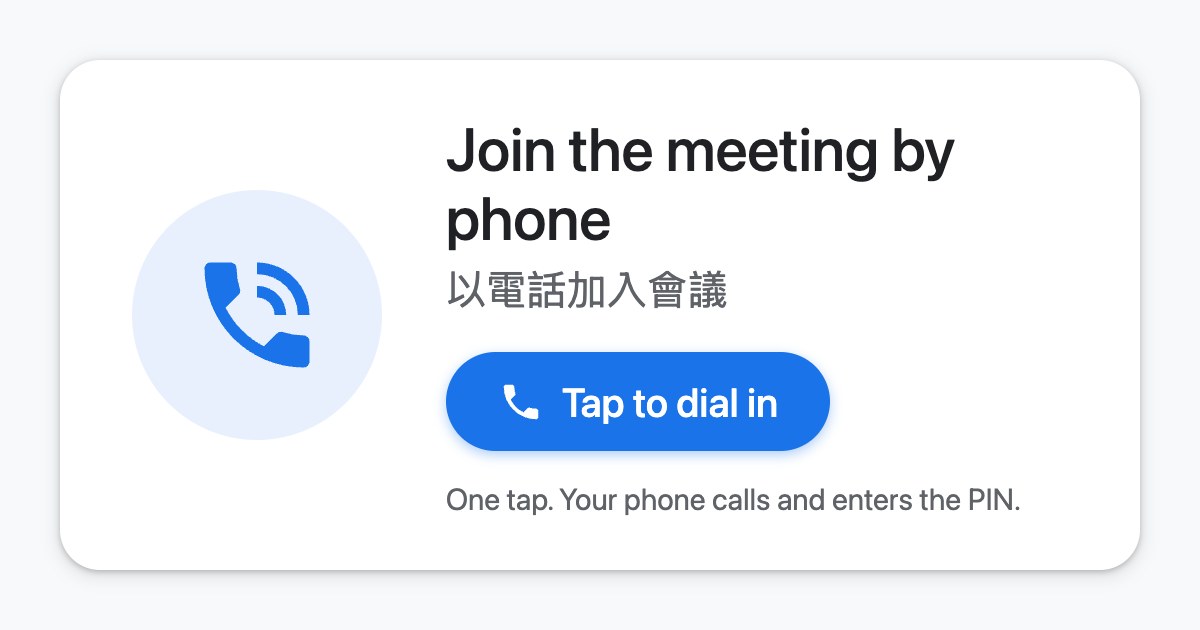 Join the meeting by
phone
以電話加入會議
Tap to dial in
One tap. Your phone calls and enters the PIN.